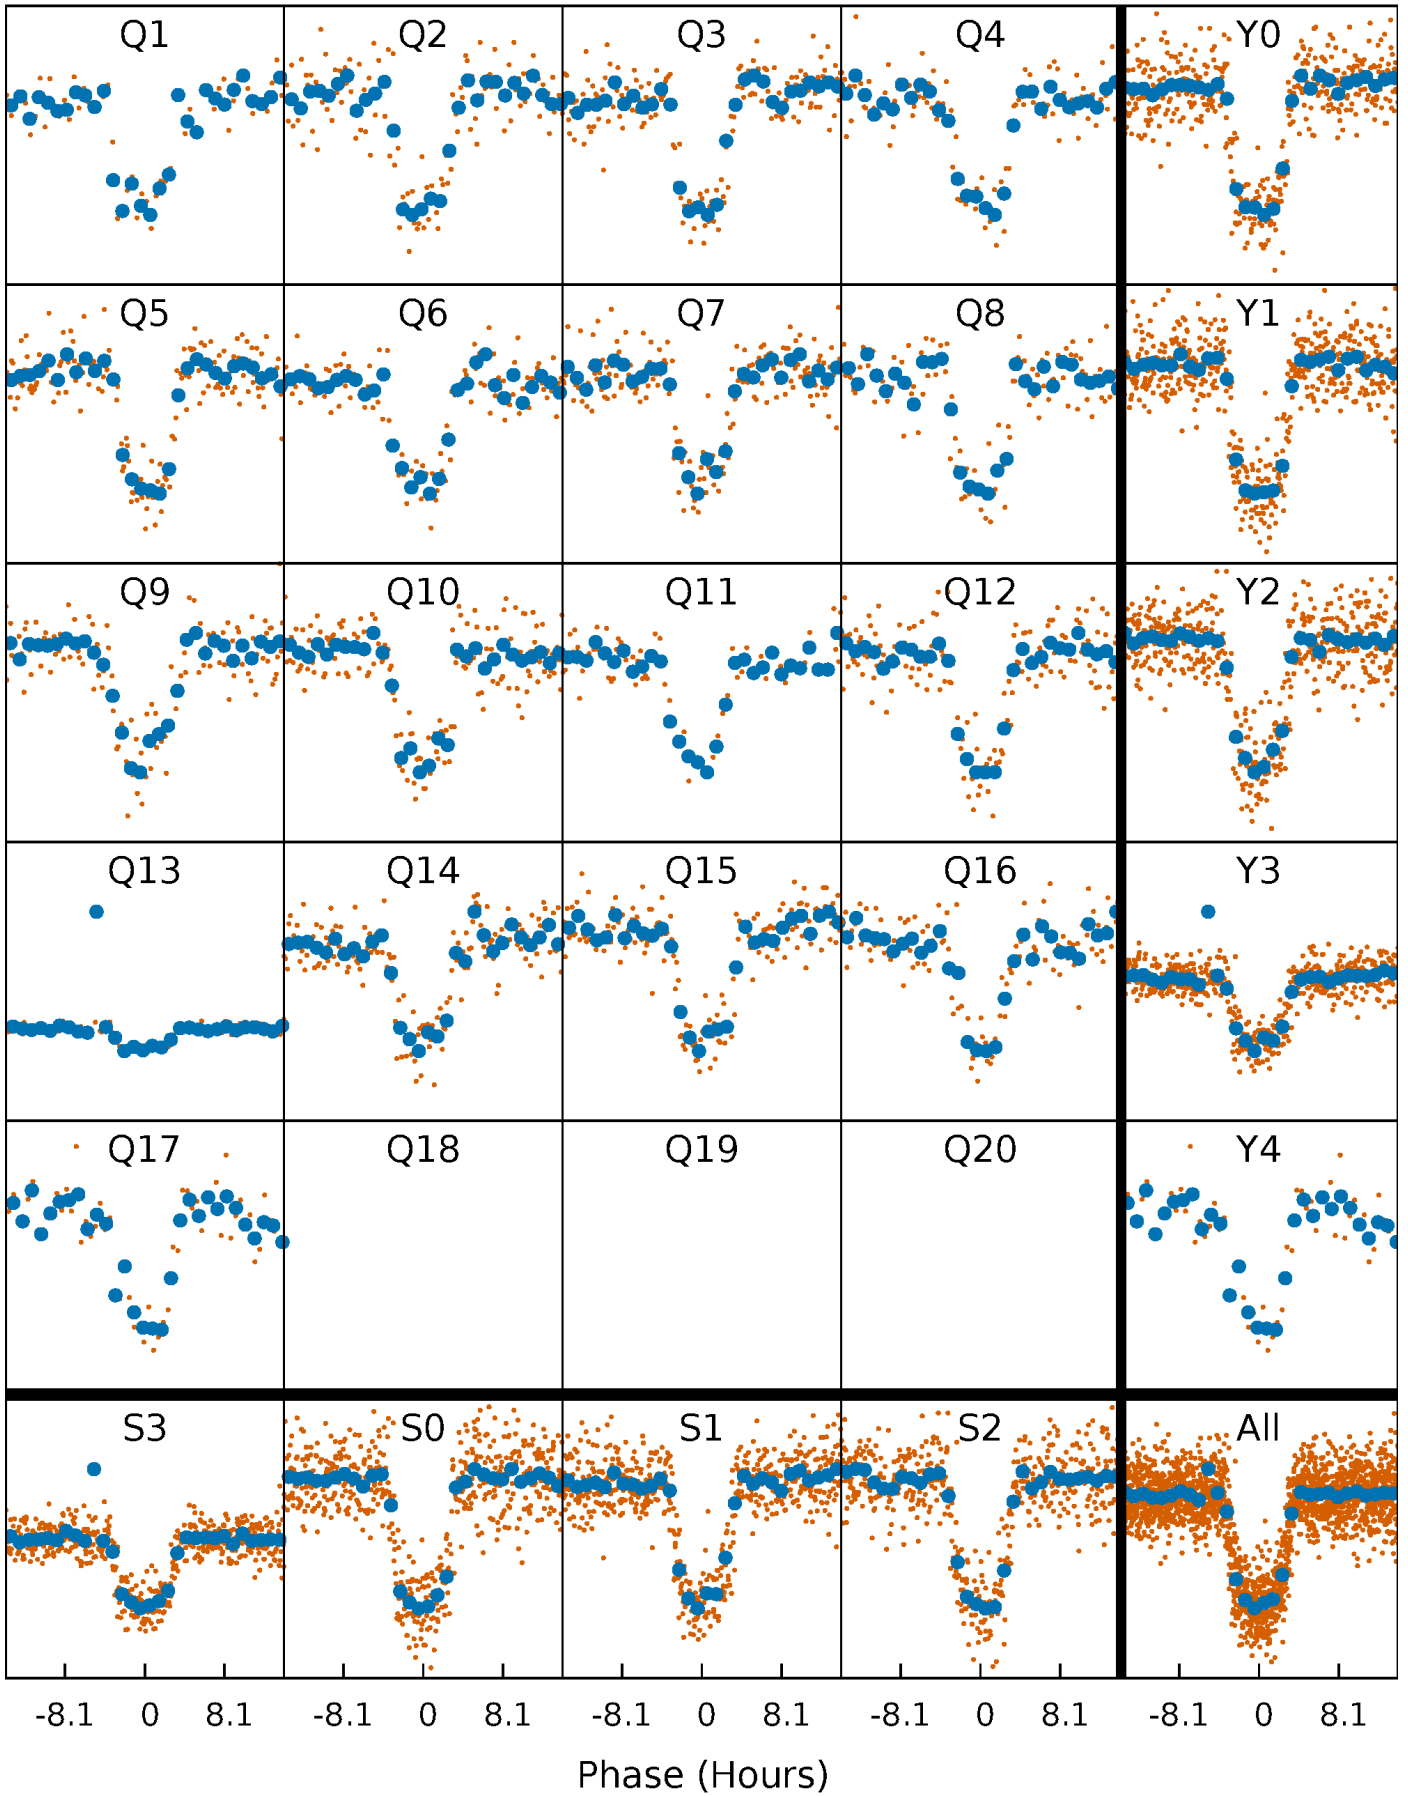 Q1 Q2 Q3 Q4 Y0
Q5 Q6 Q7 Q8 Y1
Q9 Q10 Q11 Q12 Y2
Q13 Q14 Q15 Q16 Y3
Q17 Q18 Q19 Q20 Y4
S3 S0 S1 S2 All
-8.1 0 8.1 -8.1 0 8.1 -8.1 0 8.1 -8.1 0 8.1 -8.1 0 8.1
Phase (Hours)